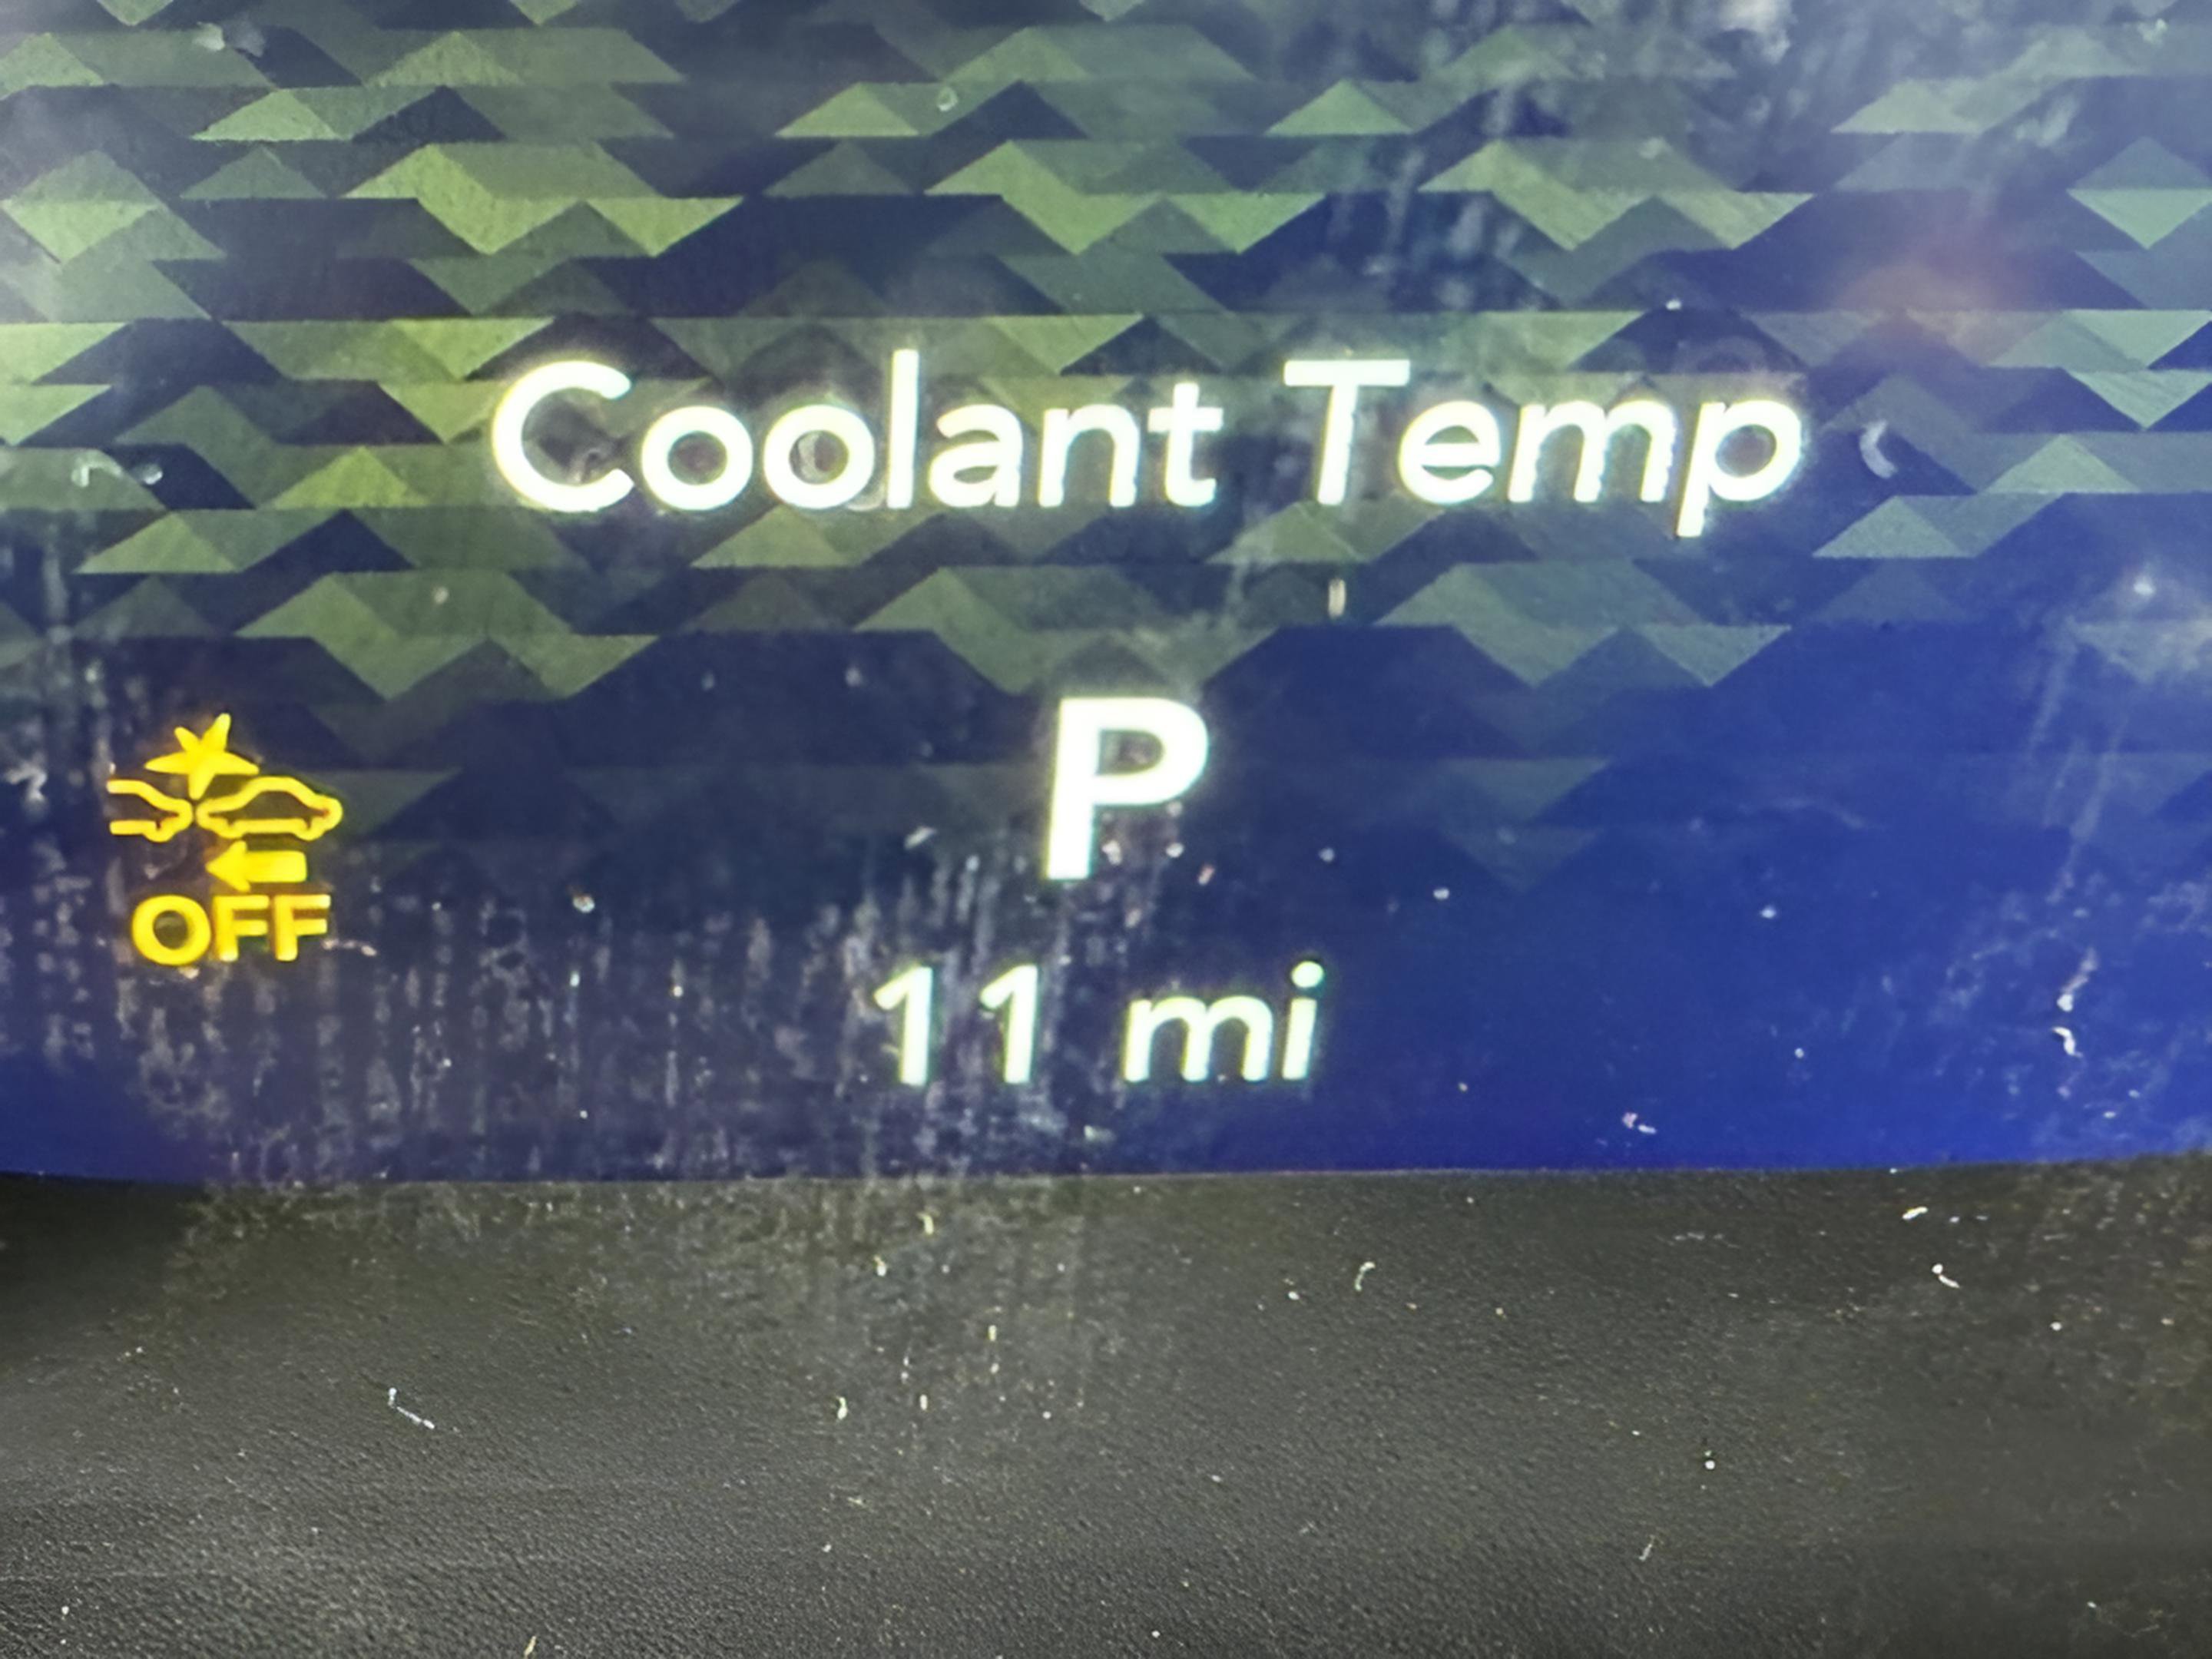 Coolant Temp
P
OFF
11 mi